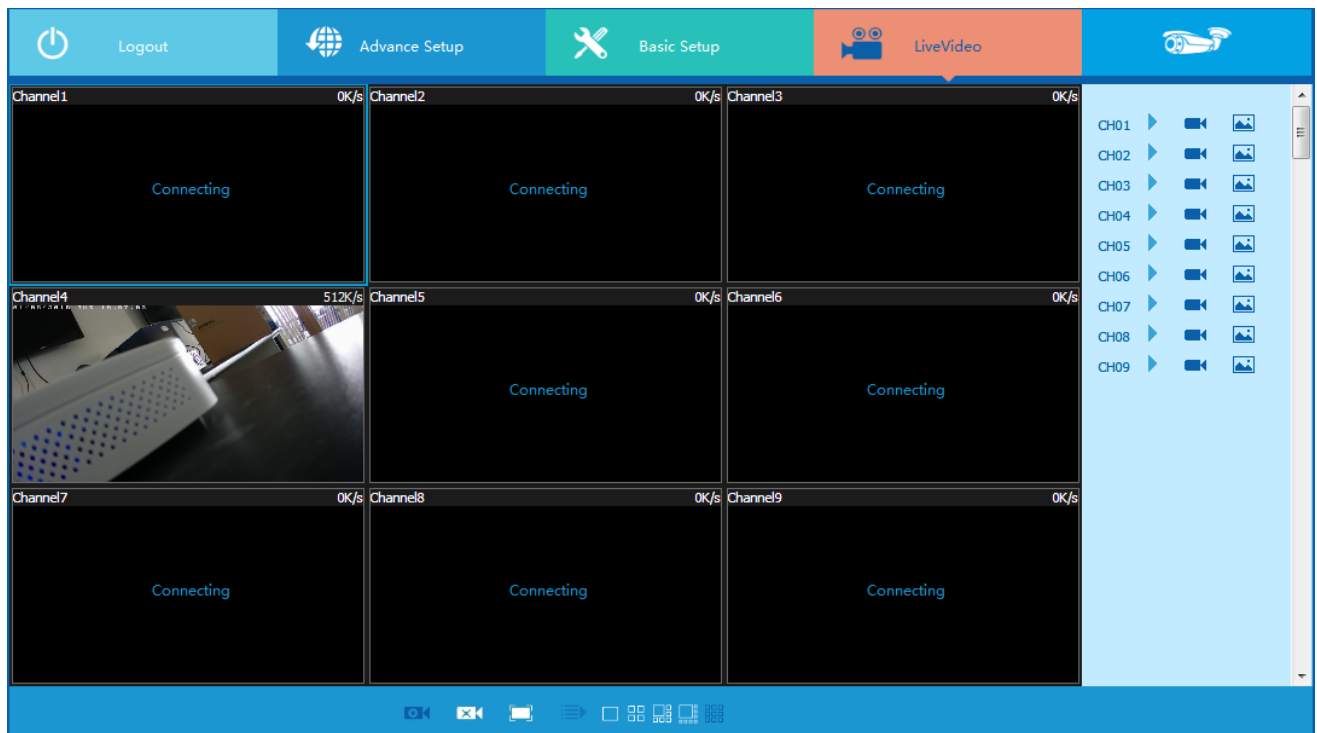 Logout
Advance Setup
Basic Setup
LiveVideo
Channel1 0K/s
Channel2 0K/s
Channel3 0K/s
Connecting
Connecting
Connecting
Channel4 512K/s
Channel5 0K/s
Channel6 0K/s
Connecting
Connecting
Channel7 0K/s
Channel8 0K/s
Channel9 0K/s
Connecting
Connecting
Connecting
CH01
CH02
CH03
CH04
CH05
CH06
CH07
CH08
CH09